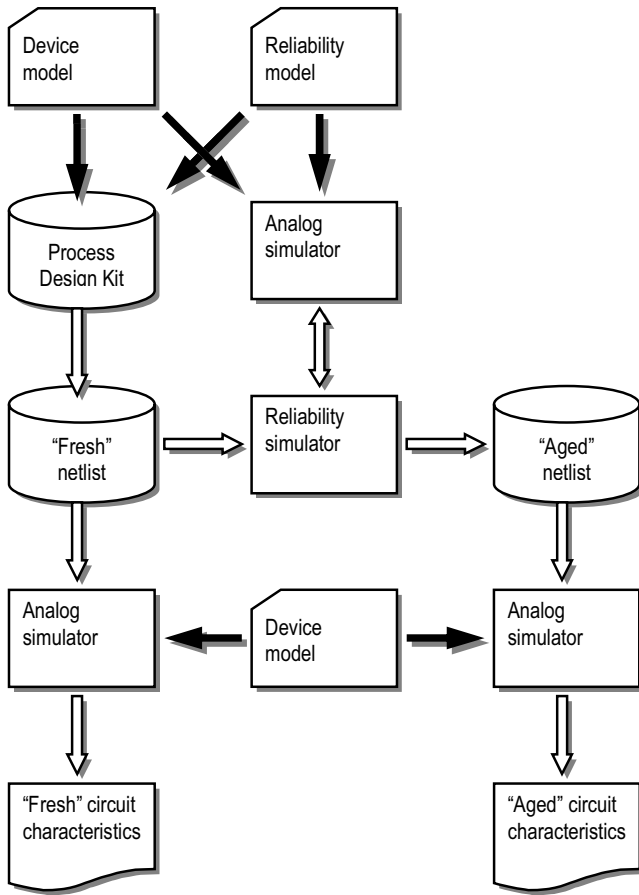 Device
model
Reliability
model
Process
Design Kit
Analog
simulator
“Fresh”
netlist
Reliability
simulator
“Aged”
netlist
Analog
simulator
Device
model
Analog
simulator
“Fresh” circuit
characteristics
“Aged” circuit
characteristics